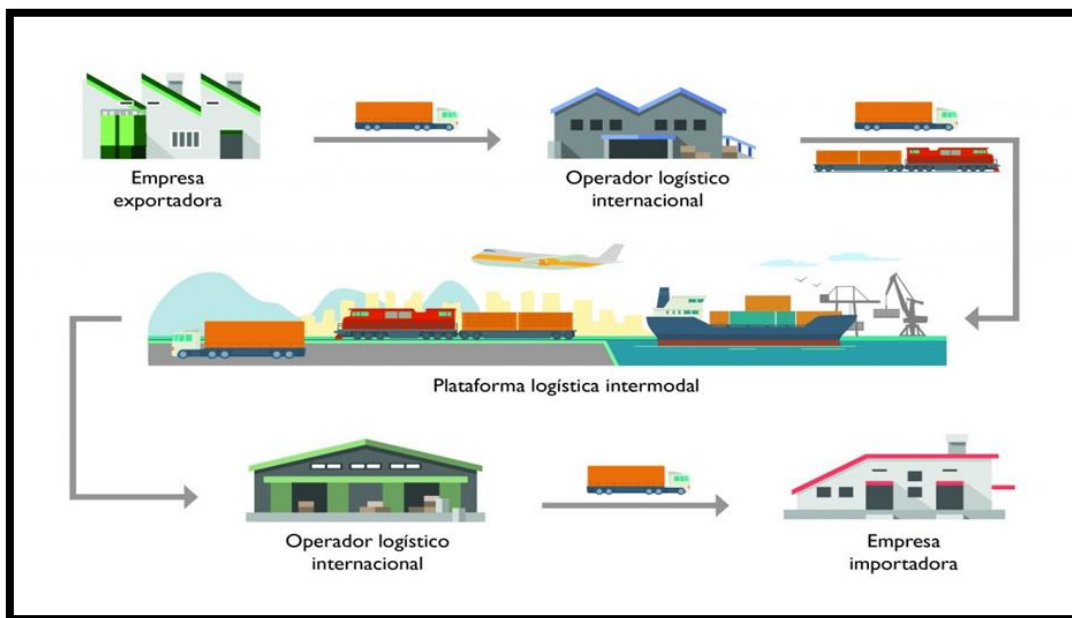 Empresa
exportadora
Operador logístico
internacional
Plataforma logística intermodal
Operador logístico
internacional
Empresa
importadora